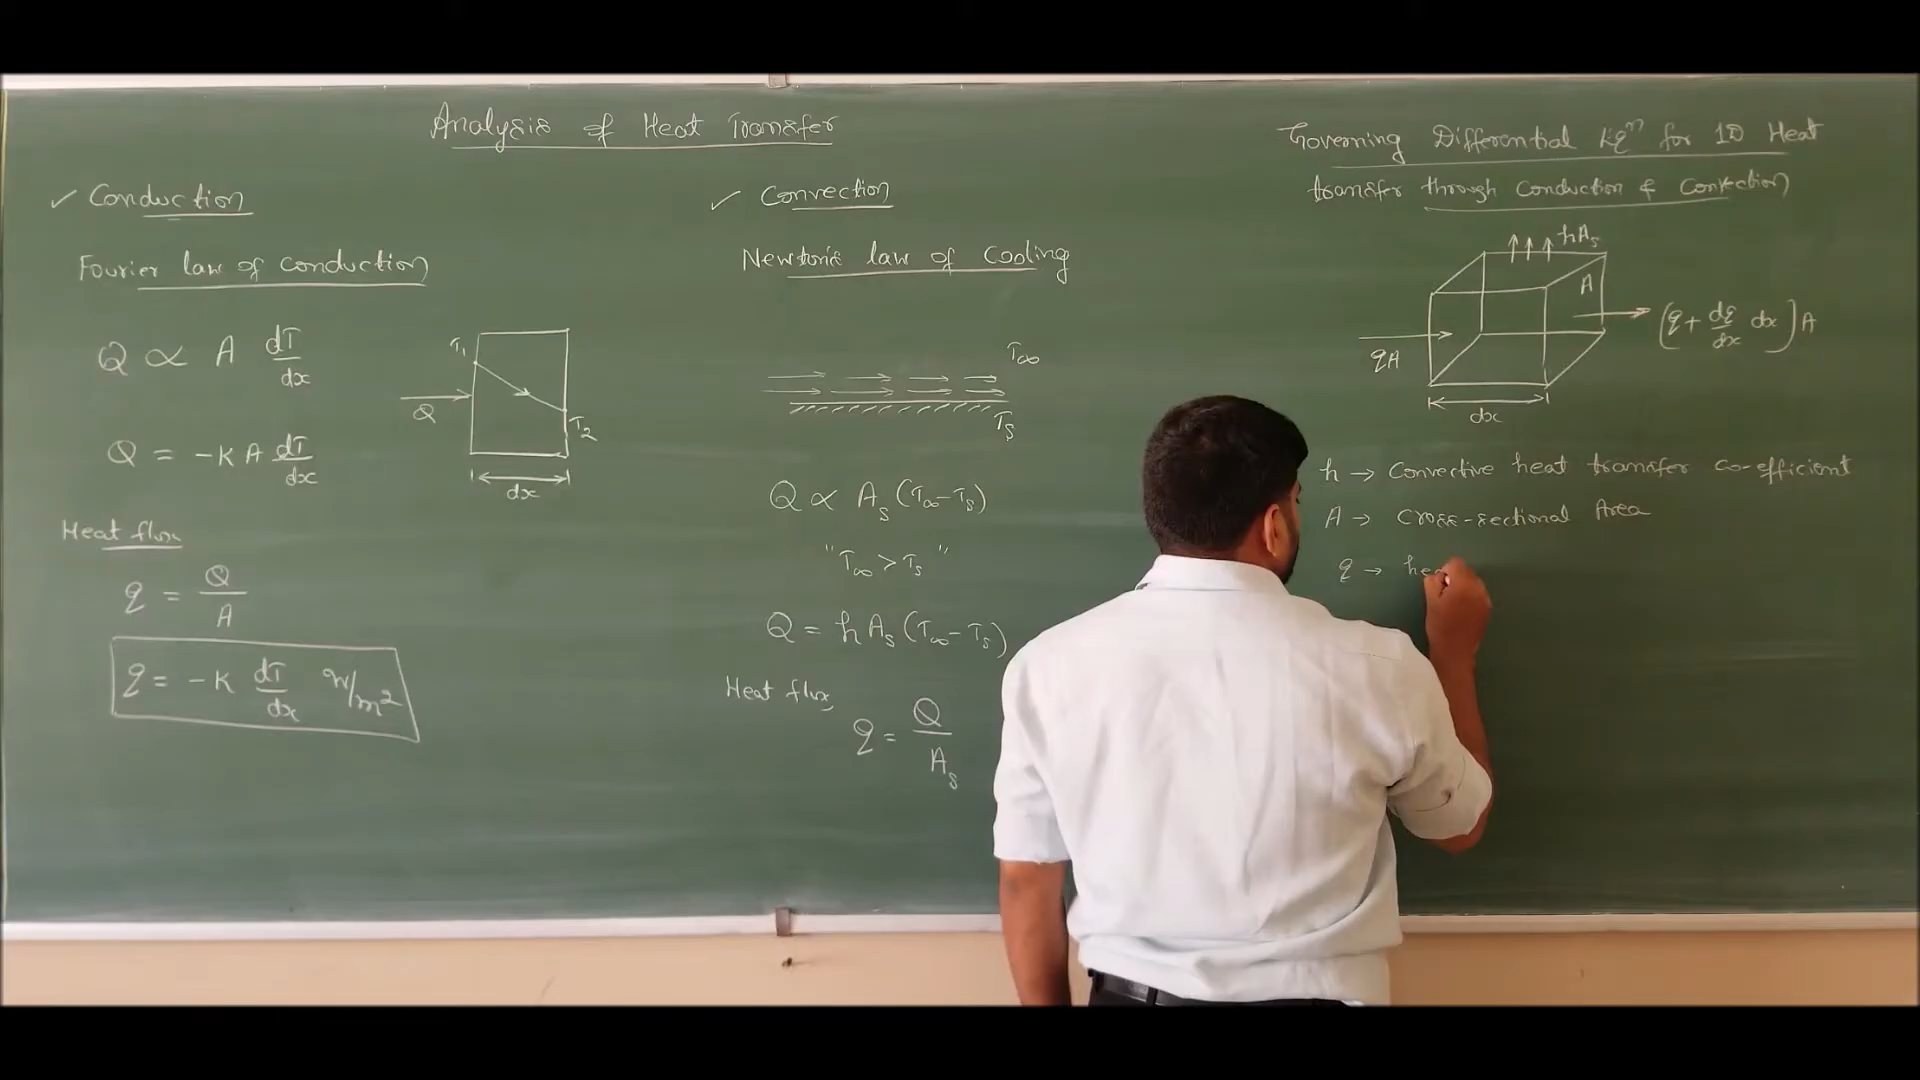 Analysis of Heat Transfer
✓ Conduction
Fourier law of conduction
Q ∝ A dT/dx
T₁
Q
T₂
dx
Q = -K A dT/dx
Heat flux
q = Q/A
q = -K dT/dx W/m²
✓ Convection
Newton's law of Cooling
T∞
Ts
Q ∝ As (T∞ - Ts)
"T∞ > Ts"
Q = h As (T∞ - Ts)
Heat flux
q = Q/As
Governing Differential Eqⁿ for 1D Heat
transfer through Conduction & Convection
hAs
A
qA
(q + dq/dx dx) A
dx
h → Convective heat transfer co-efficient
A → Cross-sectional Area
q → hea